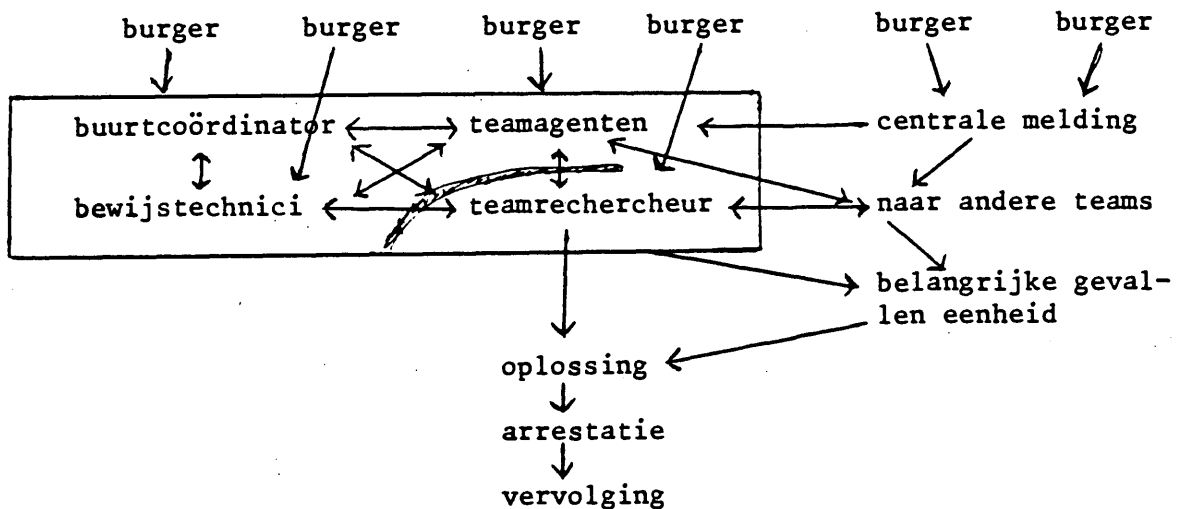 burger burger burger burger burger burger
buurtcoördinator teamagenten centrale melding
bewijstechnici teamrechercheur naar andere teams
belangrijke geval-
len eenheid
oplossing
arrestatie
vervolging